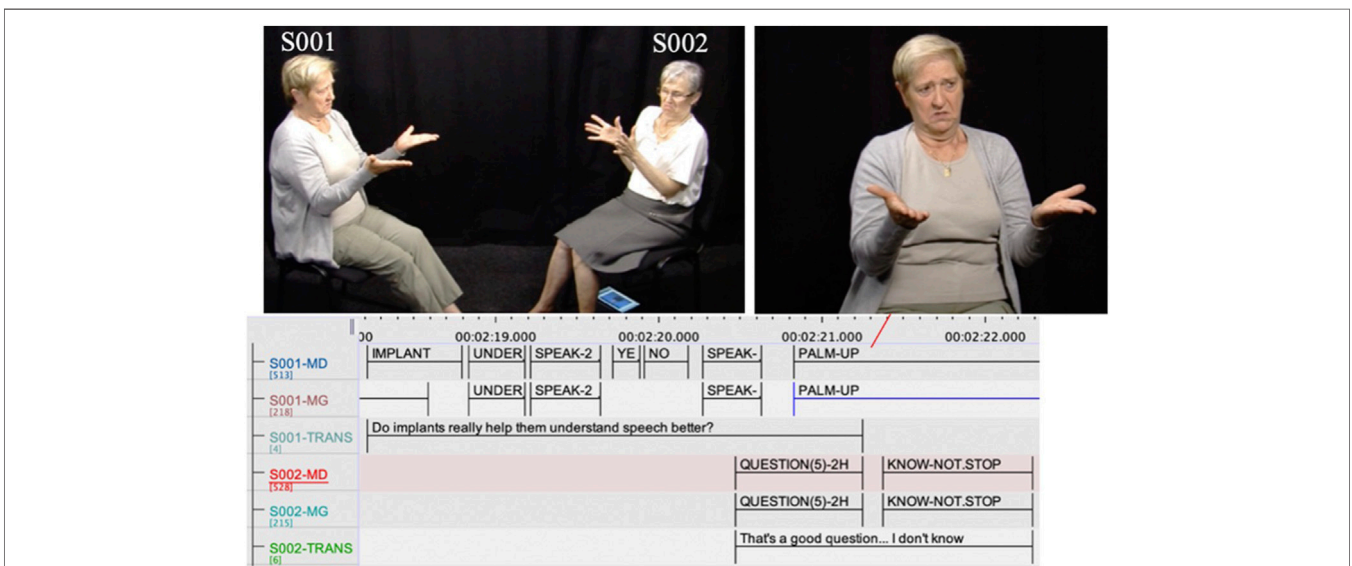 S001 S002
00 00:02:19.000 00:02:20.000 00:02:21.000 00:02:22.000
S001-MD IMPLANT UNDER SPEAK-2 YE NO SPEAK- PALM-UP
[513]
S001-MG UNDER SPEAK-2 SPEAK- PALM-UP
[218]
S001-TRANS Do implants really help them understand speech better?
[4]
S002-MD QUESTION(5)-2H KNOW-NOT.STOP
[528]
S002-MG QUESTION(5)-2H KNOW-NOT.STOP
[215]
S002-TRANS That's a good question... I don't know
[6]